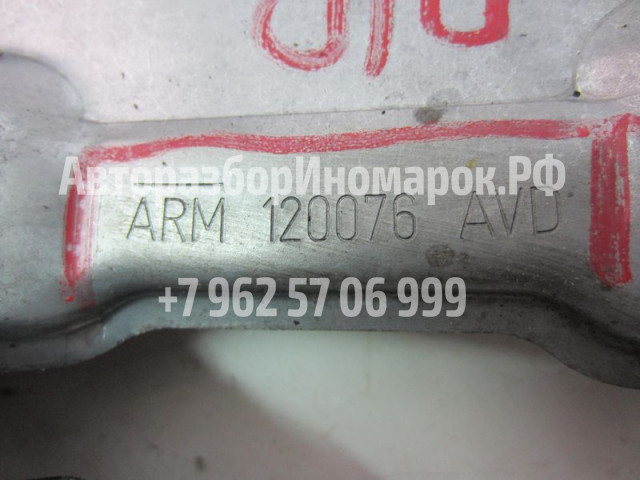 АвторазборИномарок.РФ
ARM 120076 AVD
+7 962 57 06 999